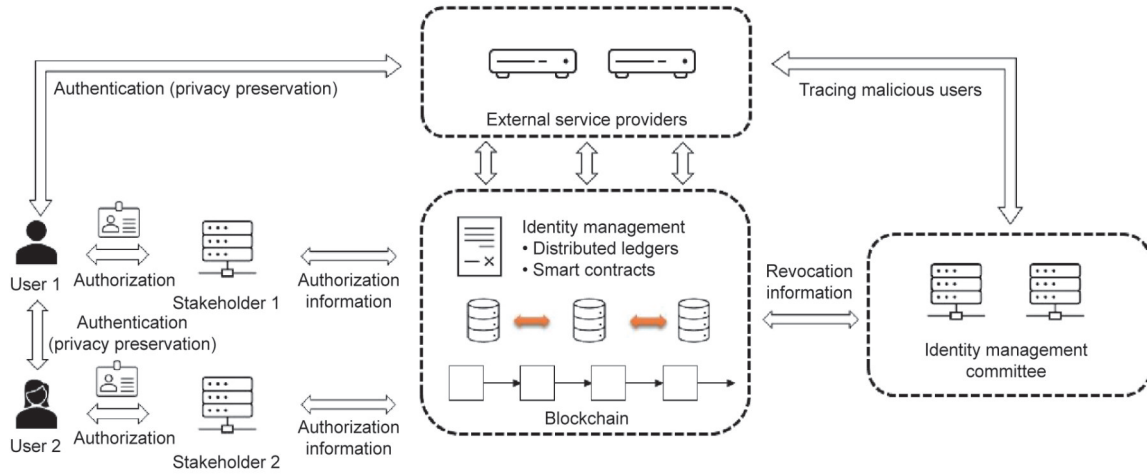 Authentication (privacy preservation)
External service providers
Tracing malicious users
Identity management
• Distributed ledgers
• Smart contracts
User 1
Authorization
Stakeholder 1
Authorization
information
Revocation
information
Authentication
(privacy preservation)
Identity management
committee
Blockchain
User 2
Authorization
Stakeholder 2
Authorization
information